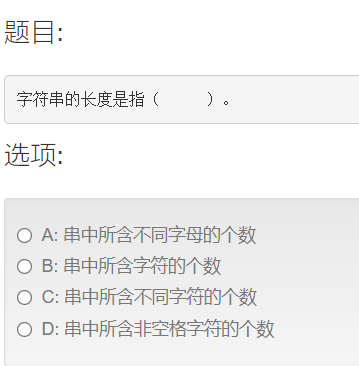 题目:
字符串的长度是指（　　　）。
选项:
A: 串中所含不同字母的个数
B: 串中所含字符的个数
C: 串中所含不同字符的个数
D: 串中所含非空格字符的个数